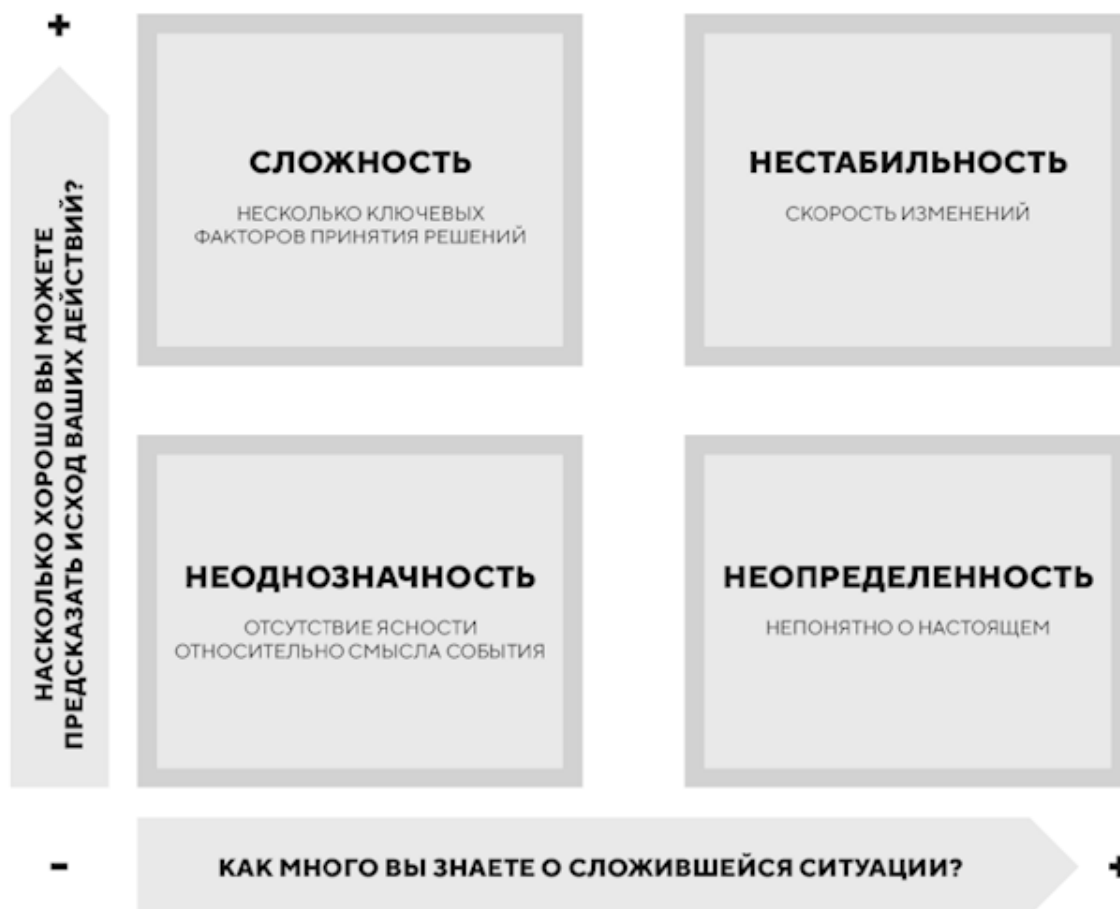 +
НАСКОЛЬКО ХОРОШО ВЫ МОЖЕТЕ
ПРЕДСКАЗАТЬ ИСХОД ВАШИХ ДЕЙСТВИЙ?
СЛОЖНОСТЬ
НЕСКОЛЬКО КЛЮЧЕВЫХ
ФАКТОРОВ ПРИНЯТИЯ РЕШЕНИЙ
НЕСТАБИЛЬНОСТЬ
СКОРОСТЬ ИЗМЕНЕНИЙ
НЕОДНОЗНАЧНОСТЬ
ОТСУТСТВИЕ ЯСНОСТИ
ОТНОСИТЕЛЬНО СМЫСЛА СОБЫТИЯ
НЕОПРЕДЕЛЕННОСТЬ
НЕПОНЯТНО О НАСТОЯЩЕМ
-
КАК МНОГО ВЫ ЗНАЕТЕ О СЛОЖИВШЕЙСЯ СИТУАЦИИ?
+